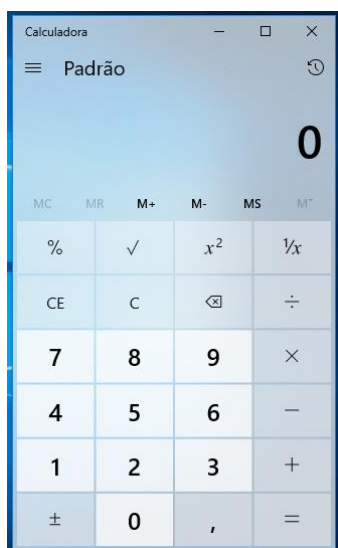 Calculadora
Padrão
0
MC MR M+ M- MS M˅
% √ x² ⅟x
CE C ÷
7 8 9 ×
4 5 6 −
1 2 3 +
± 0 , =